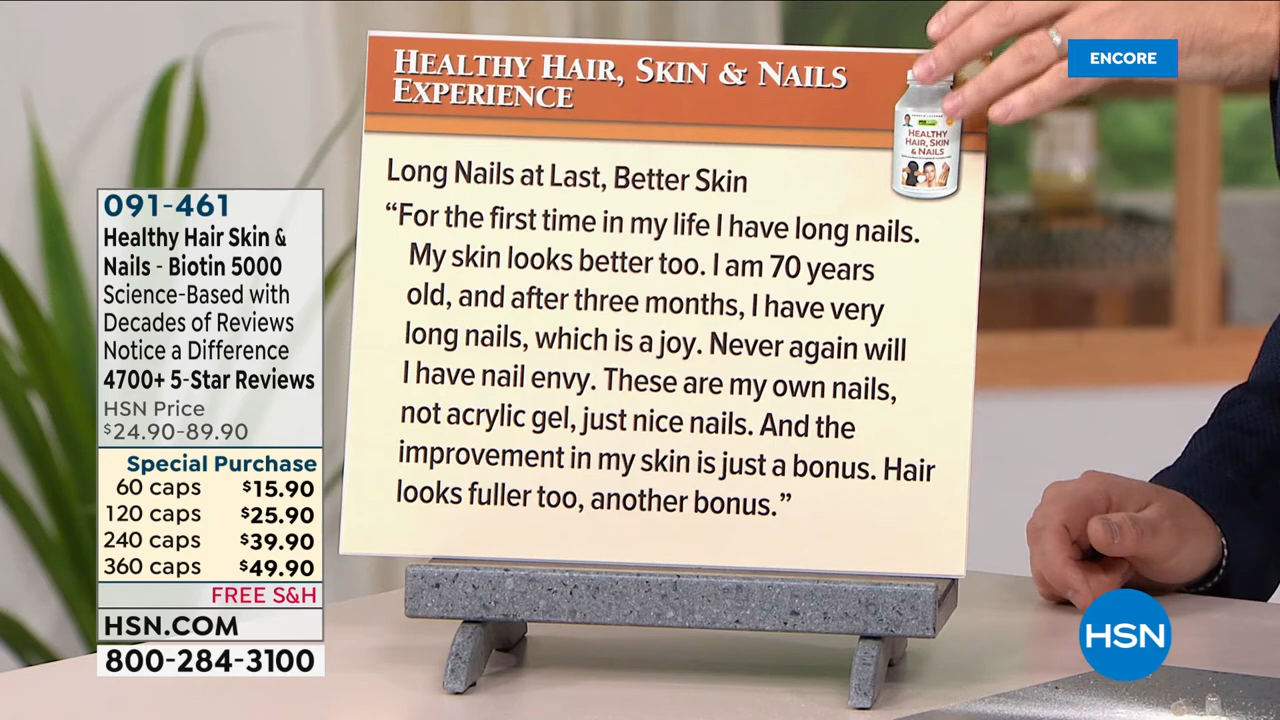 ENCORE
HEALTHY HAIR, SKIN & NAILS
EXPERIENCE
HEALTHY
HAIR, SKIN
& NAILS
Long Nails at Last, Better Skin
“For the first time in my life I have long nails.
My skin looks better too. I am 70 years
old, and after three months, I have very
long nails, which is a joy. Never again will
I have nail envy. These are my own nails,
not acrylic gel, just nice nails. And the
improvement in my skin is just a bonus. Hair
looks fuller too, another bonus.”
091-461
Healthy Hair Skin &
Nails - Biotin 5000
Science-Based with
Decades of Reviews
Notice a Difference
4700+ 5-Star Reviews
HSN Price
$24.90-89.90
Special Purchase
60 caps $15.90
120 caps $25.90
240 caps $39.90
360 caps $49.90
FREE S&H
HSN.COM
800-284-3100
HSN